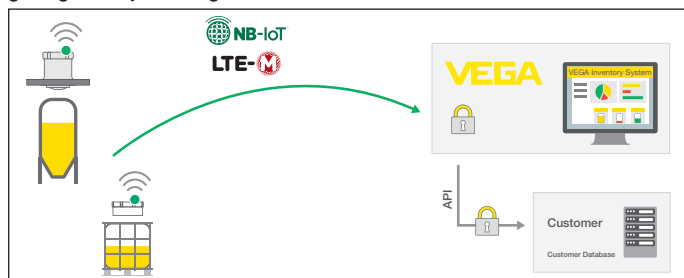 NB-IoT
LTE-M
VEGA
VEGA Inventory System
API
Customer
Customer Database